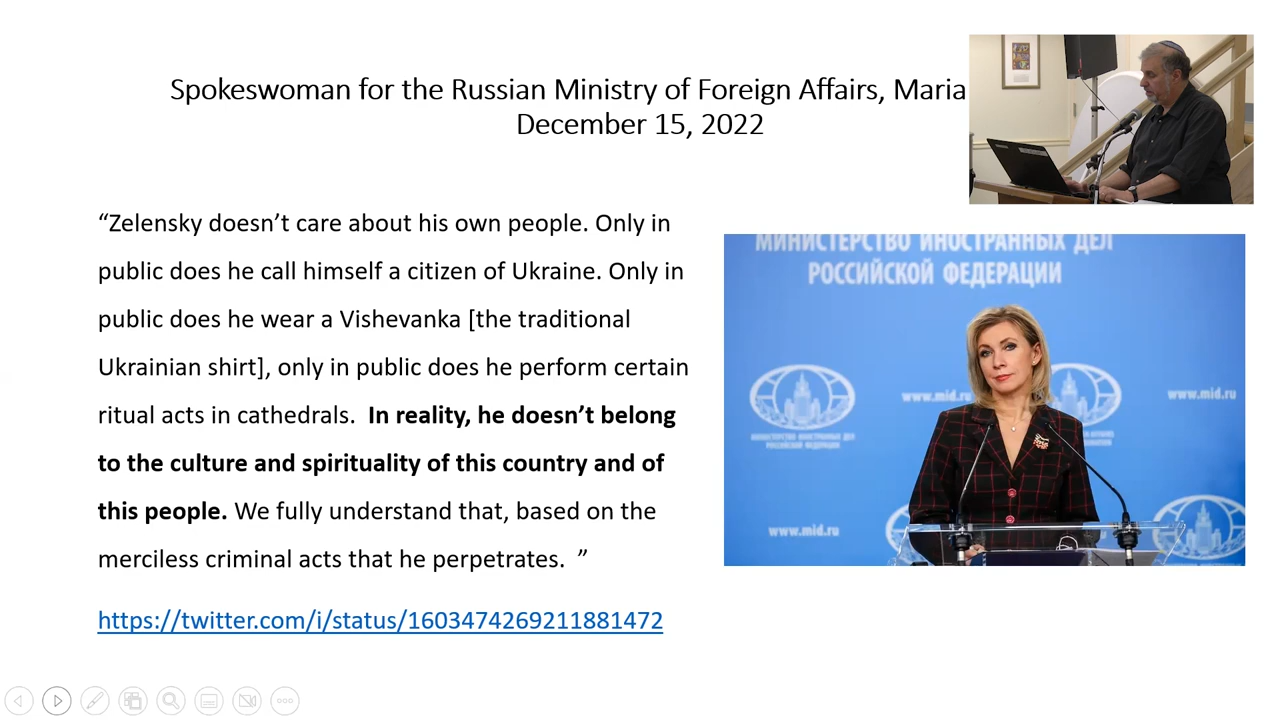 Spokeswoman for the Russian Ministry of Foreign Affairs, Maria
December 15, 2022
“Zelensky doesn’t care about his own people. Only in
public does he call himself a citizen of Ukraine. Only in
public does he wear a Vishevanka [the traditional
Ukrainian shirt], only in public does he perform certain
ritual acts in cathedrals.  In reality, he doesn’t belong
to the culture and spirituality of this country and of
this people. We fully understand that, based on the
merciless criminal acts that he perpetrates.  ”
https://twitter.com/i/status/1603474269211881472
МИНИСТЕРСТВО ИНОСТРАННЫХ ДЕЛ
РОССИЙСКОЙ ФЕДЕРАЦИИ
www.mid.ru
www.mid.ru
www.mid.ru